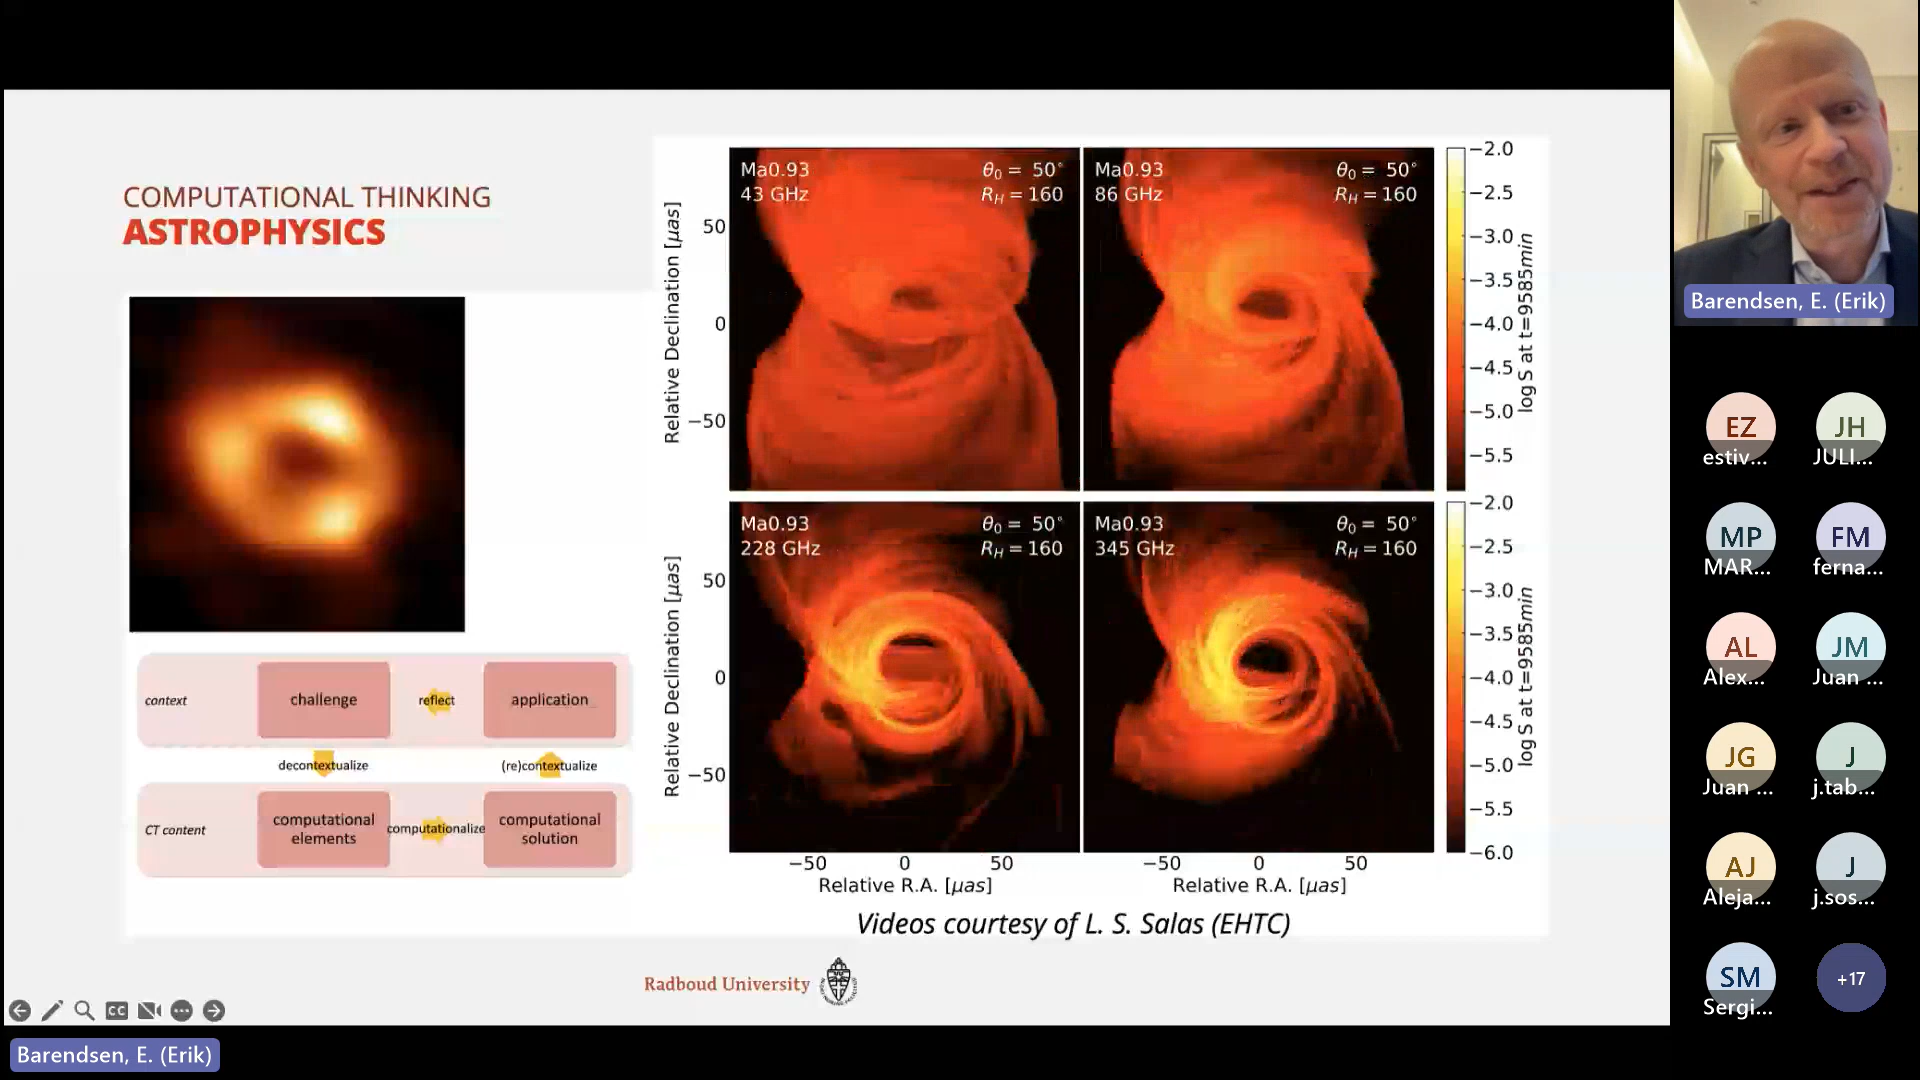 COMPUTATIONAL THINKING
ASTROPHYSICS
context
challenge
reflect
application
decontextualize
(re)contextualize
CT content
computational
elements
computationalize
computational
solution
Ma0.93
43 GHz
θ₀ = 50°
R_H = 160
Ma0.93
86 GHz
θ₀ = 50°
R_H = 160
Relative Declination [μas]
50
0
−50
−2.0
−2.5
−3.0
−3.5
−4.0
−4.5
−5.0
−5.5
log S at t=9585min
Ma0.93
228 GHz
θ₀ = 50°
R_H = 160
Ma0.93
345 GHz
θ₀ = 50°
R_H = 160
Relative Declination [μas]
50
0
−50
−2.0
−2.5
−3.0
−3.5
−4.0
−4.5
−5.0
−5.5
−6.0
log S at t=9585min
−50 0 50
Relative R.A. [μas]
−50 0 50
Relative R.A. [μas]
Videos courtesy of L. S. Salas (EHTC)
Radboud University
CC
Barendsen, E. (Erik)
Barendsen, E. (Erik)
EZ
estiv...
JH
JULI...
MP
MAR...
FM
ferna...
AL
Alex...
JM
Juan ...
JG
Juan ...
J
j.tab...
AJ
Aleja...
J
j.sos...
SM
Sergi...
+17